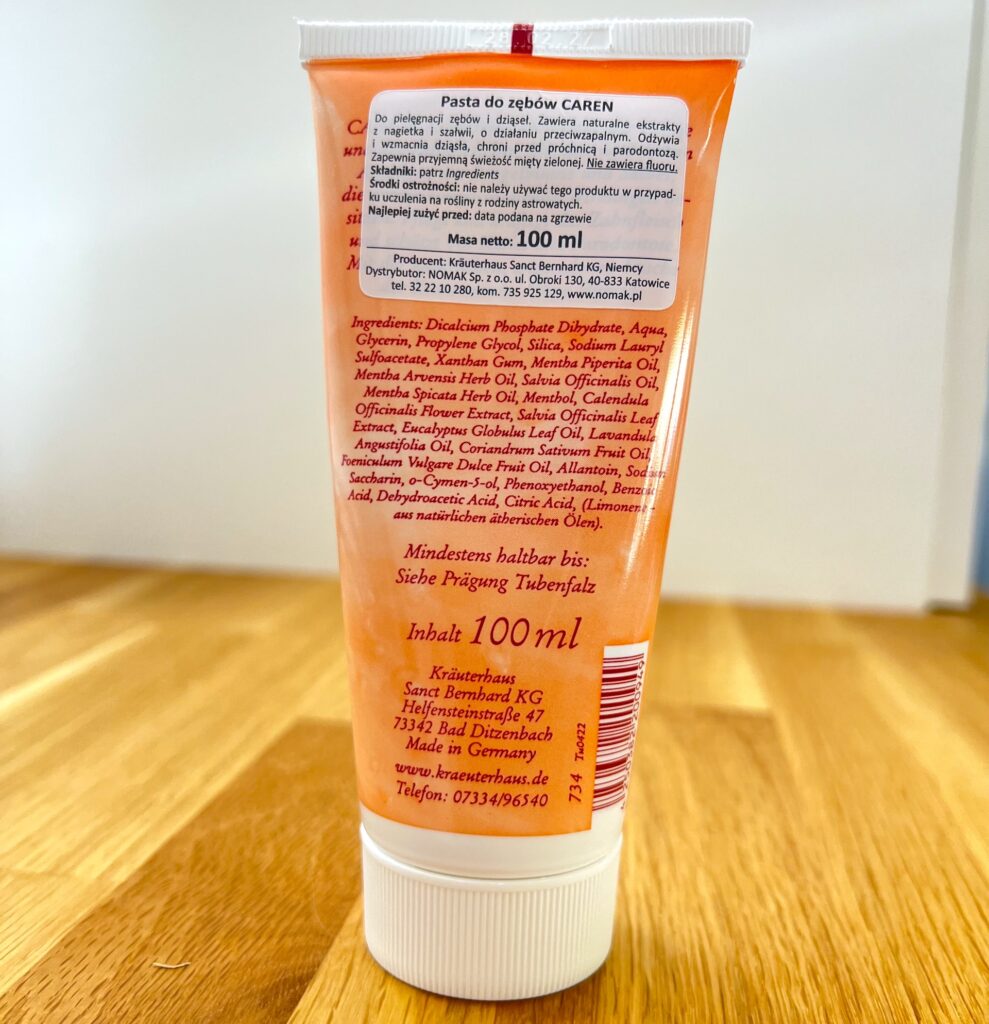 28.02.27
Pasta do zębów CAREN
Do pielęgnacji zębów i dziąseł. Zawiera naturalne ekstrakty
z nagietka i szałwii, o działaniu przeciwzapalnym. Odżywia
i wzmacnia dziąsła, chroni przed próchnicą i parodontozą.
Zapewnia przyjemną świeżość mięty zielonej. Nie zawiera fluoru.
Składniki: patrz Ingredients
Środki ostrożności: nie należy używać tego produktu w przypad-
ku uczulenia na rośliny z rodziny astrowatych.
Najlepiej zużyć przed: data podana na zgrzewie
Masa netto: 100 ml
Producent: Kräuterhaus Sanct Bernhard KG, Niemcy
Dystrybutor: NOMAK Sp. z o.o. ul. Obroki 130, 40-833 Katowice
tel. 32 22 10 280, kom. 735 925 129, www.nomak.pl
Ingredients: Dicalcium Phosphate Dihydrate, Aqua,
Glycerin, Propylene Glycol, Silica, Sodium Lauryl
Sulfoacetate, Xanthan Gum, Mentha Piperita Oil,
Mentha Arvensis Herb Oil, Salvia Officinalis Oil,
Mentha Spicata Herb Oil, Menthol, Calendula
Officinalis Flower Extract, Salvia Officinalis Leaf
Extract, Eucalyptus Globulus Leaf Oil, Lavandula
Angustifolia Oil, Coriandrum Sativum Fruit Oil,
Foeniculum Vulgare Dulce Fruit Oil, Allantoin, Sodium
Saccharin, o-Cymen-5-ol, Phenoxyethanol, Benzoic
Acid, Dehydroacetic Acid, Citric Acid, (Limonene -
aus natürlichen ätherischen Ölen).
Mindestens haltbar bis:
Siehe Prägung Tubenfalz
Inhalt 100 ml
Kräuterhaus
Sanct Bernhard KG
Helfensteinstraße 47
73342 Bad Ditzenbach
Made in Germany
www.kraeuterhaus.de
Telefon: 07334/96540
734 Tu0422